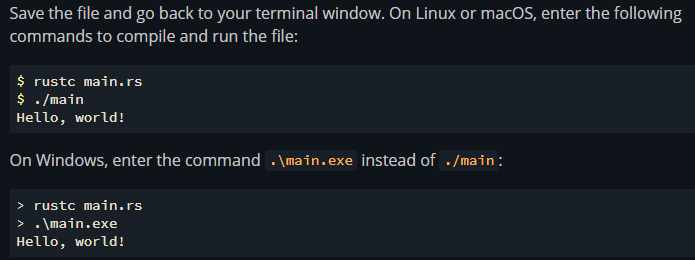 Save the file and go back to your terminal window. On Linux or macOS, enter the following
commands to compile and run the file:
$ rustc main.rs
$ ./main
Hello, world!
On Windows, enter the command .\main.exe instead of ./main:
> rustc main.rs
> .\main.exe
Hello, world!